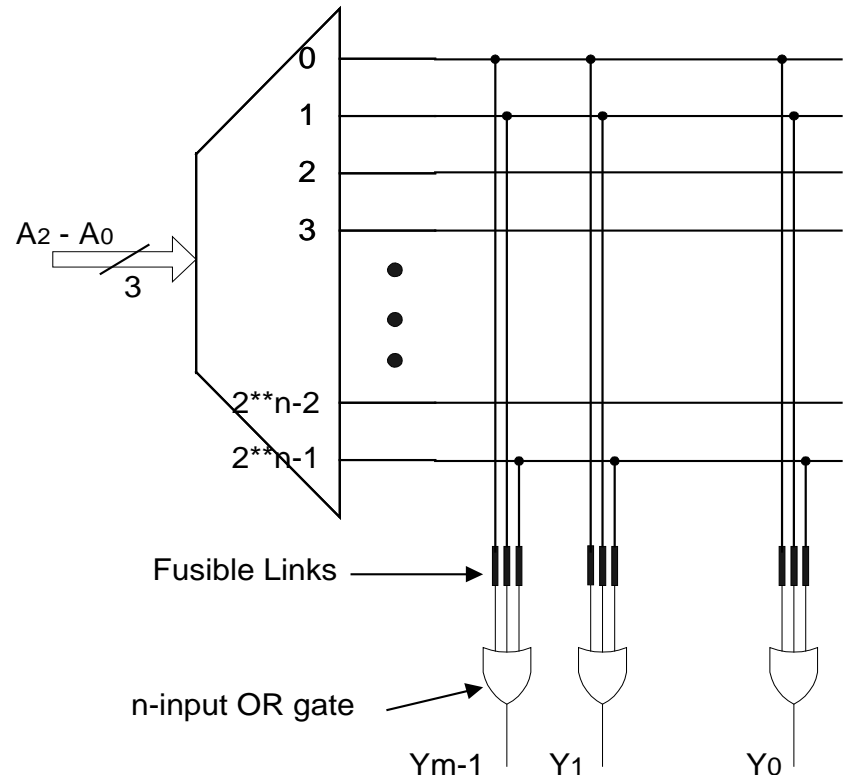 0
1
2
3
A2 - A0
3
2**n-2
2**n-1
Fusible Links
n-input OR gate
Ym-1 Y1 Y0